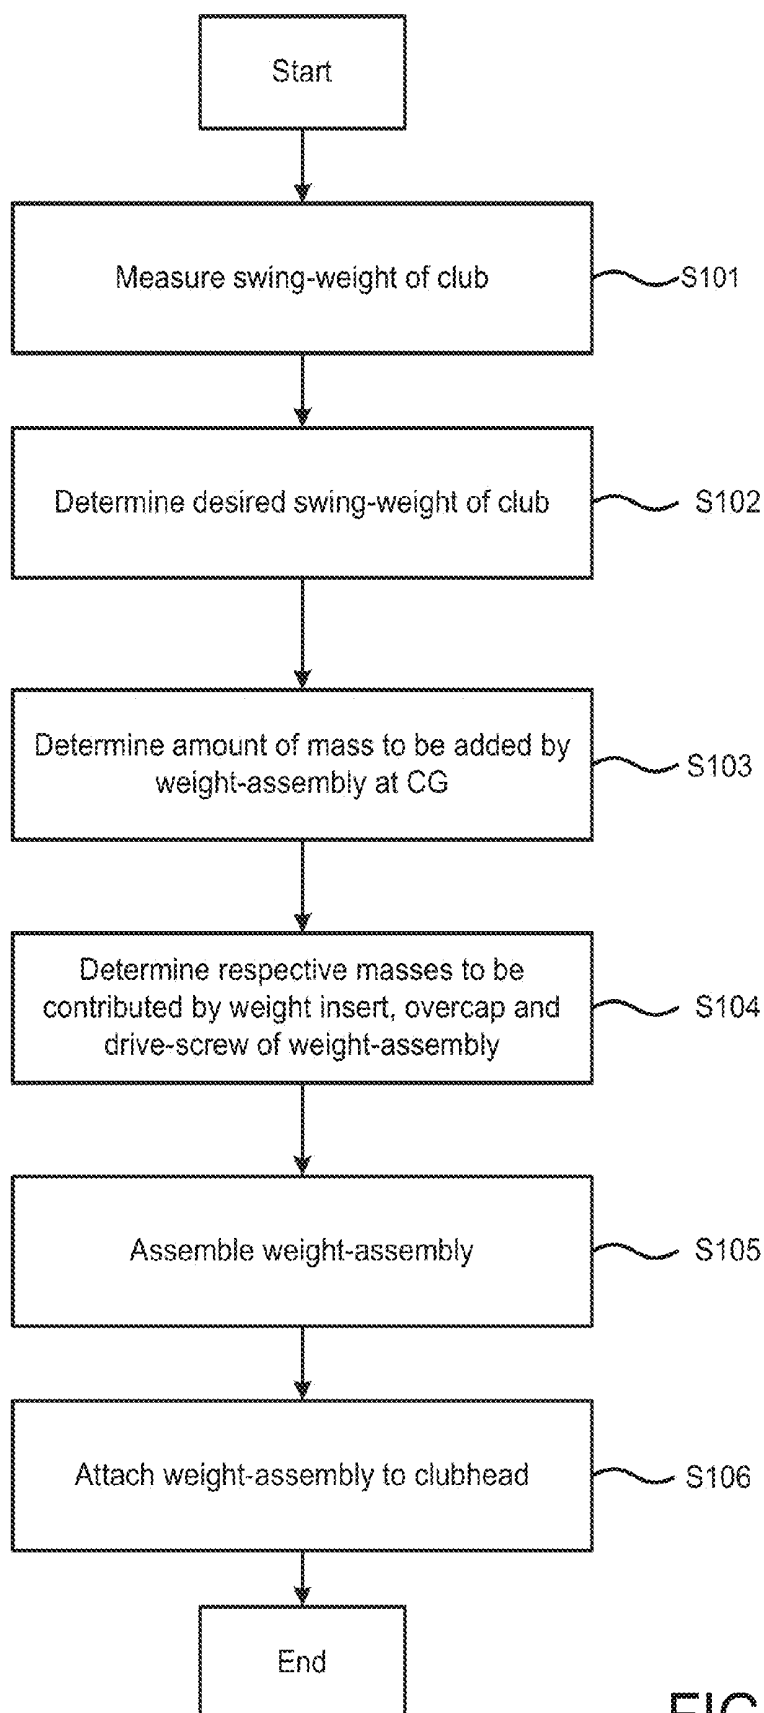 Start
Measure swing-weight of club
S101
Determine desired swing-weight of club
S102
Determine amount of mass to be added by
weight-assembly at CG
S103
Determine respective masses to be
contributed by weight insert, overcap and
drive-screw of weight-assembly
S104
Assemble weight-assembly
S105
Attach weight-assembly to clubhead
S106
End